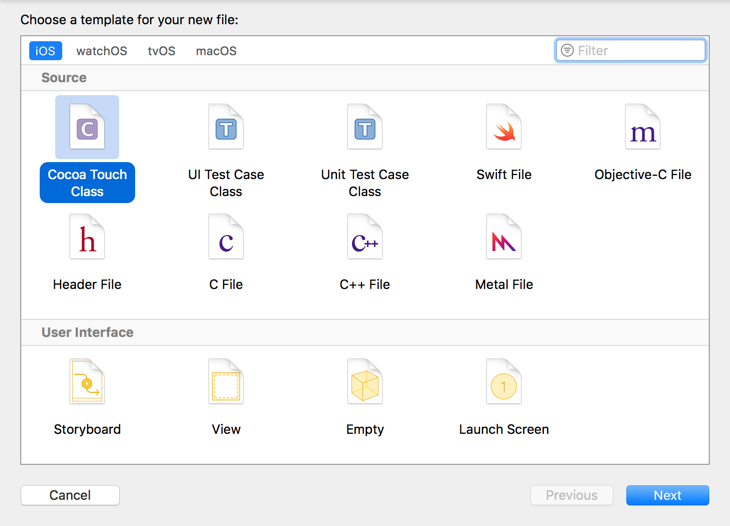 Choose a template for your new file:
iOS watchOS tvOS macOS Filter
Source
C T T m
Cocoa Touch Class UI Test Case Class Unit Test Case Class Swift File Objective-C File
h c C++
Header File C File C++ File Metal File
User Interface
1
Storyboard View Empty Launch Screen
Cancel Previous Next